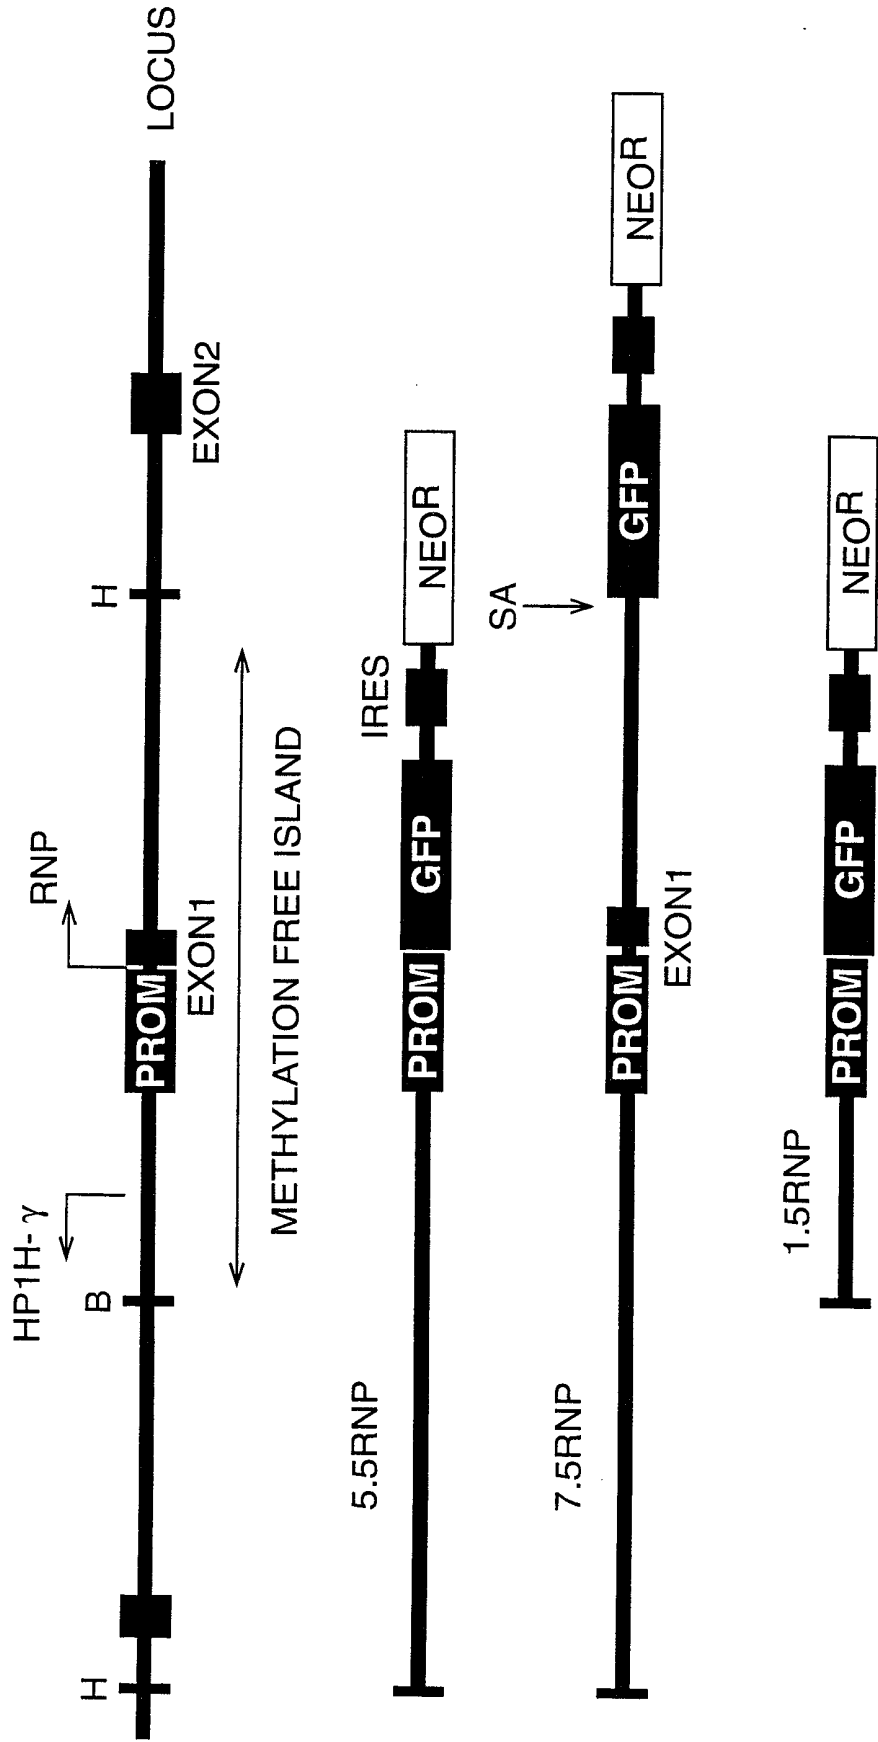 LOCUS
HP1H-γ
RNP
H
B
H
PROM
EXON1
EXON2
METHYLATION FREE ISLAND
5.5RNP
IRES
PROM
GFP
NEOR
7.5RNP
SA
PROM
EXON1
GFP
NEOR
1.5RNP
PROM
GFP
NEOR